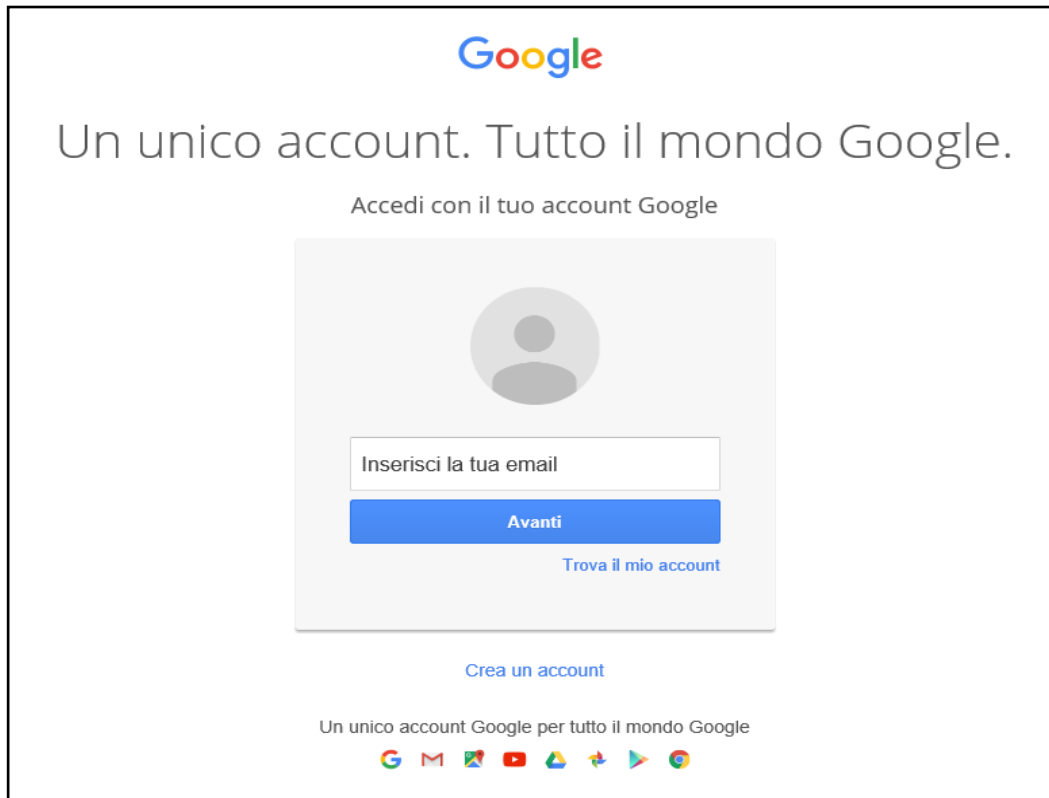 Google
Un unico account. Tutto il mondo Google.
Accedi con il tuo account Google
Inserisci la tua email
Avanti
Trova il mio account
Crea un account
Un unico account Google per tutto il mondo Google